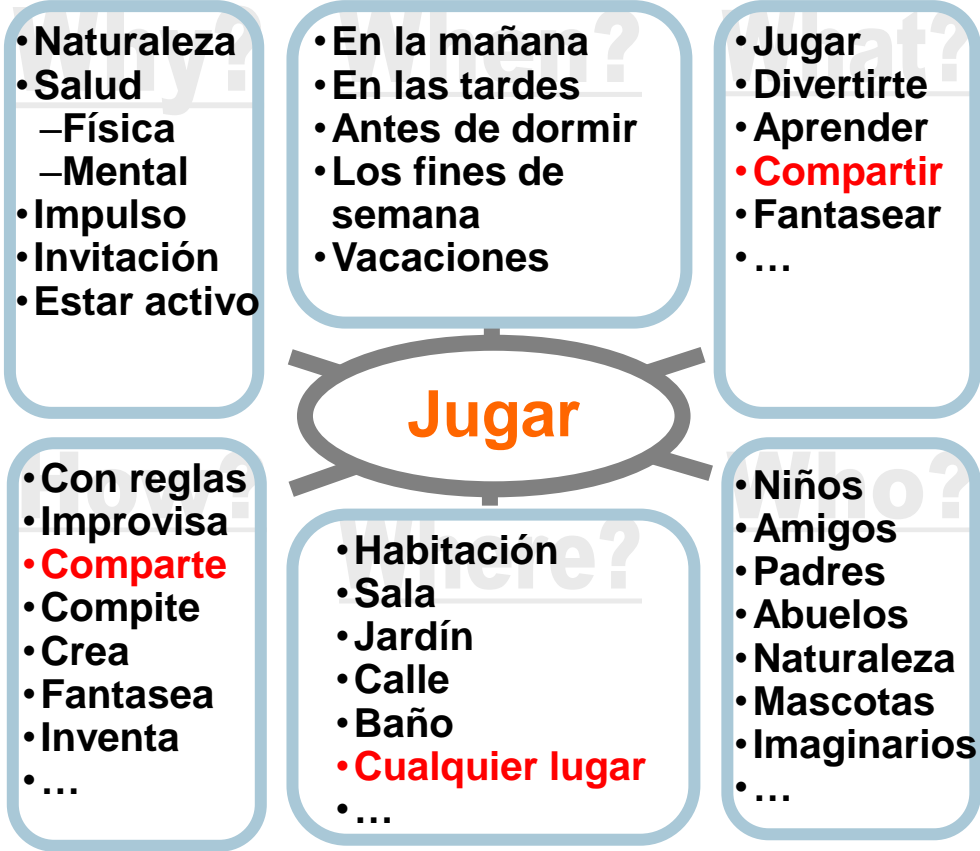 Why?
•Naturaleza
•Salud
–Física
–Mental
•Impulso
•Invitación
•Estar activo
When?
•En la mañana
•En las tardes
•Antes de dormir
•Los fines de
semana
•Vacaciones
What?
•Jugar
•Divertirte
•Aprender
•Compartir
•Fantasear
•…
Jugar
How?
•Con reglas
•Improvisa
•Comparte
•Compite
•Crea
•Fantasea
•Inventa
•…
Where?
•Habitación
•Sala
•Jardín
•Calle
•Baño
•Cualquier lugar
•…
Who?
•Niños
•Amigos
•Padres
•Abuelos
•Naturaleza
•Mascotas
•Imaginarios
•…